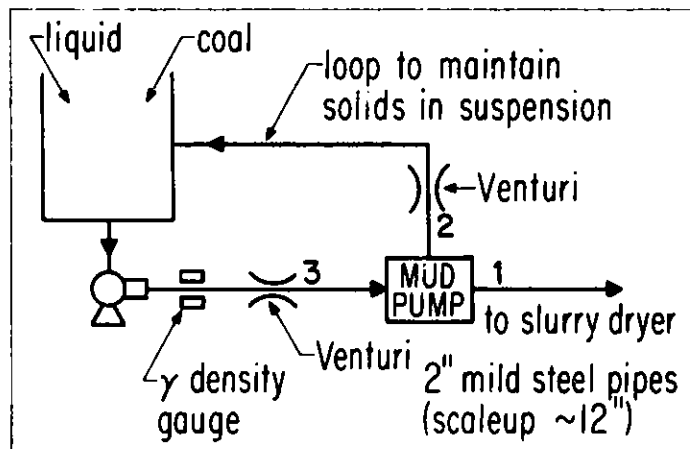 liquid
coal
loop to maintain
solids in suspension
Venturi
2
3
MUD
PUMP
1
to slurry dryer
Venturi
γ density
gauge
2" mild steel pipes
(scaleup ~12")